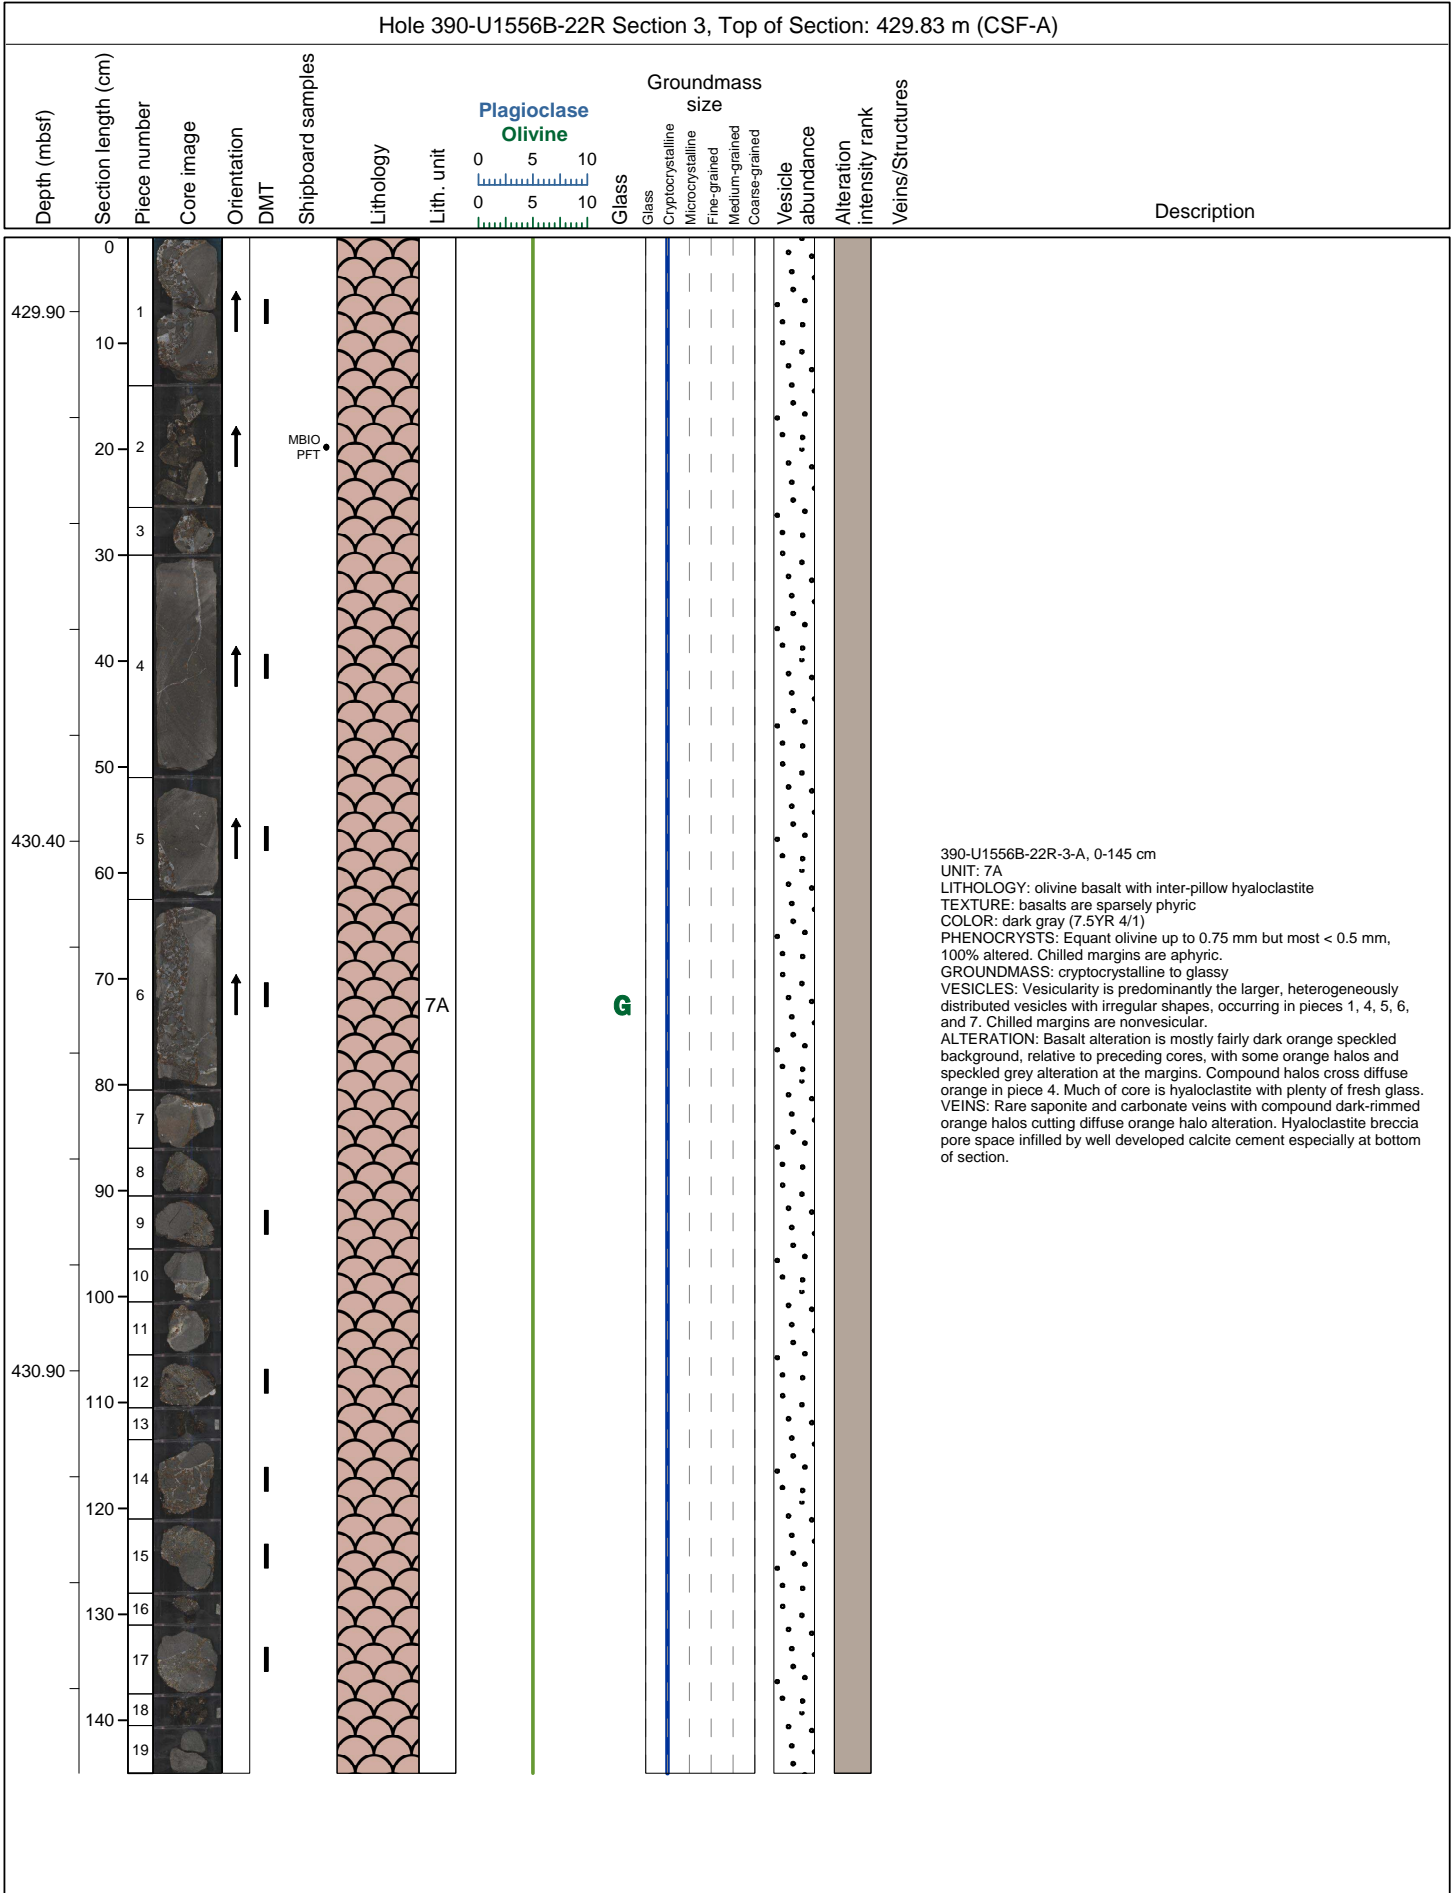 Hole 390-U1556B-22R Section 3, Top of Section: 429.83 m (CSF-A)
Depth (mbsf)
Section length (cm)
Piece number
Core image
Orientation
DMT
Shipboard samples
Lithology
Lith. unit
Plagioclase
Olivine
0 5 10
0 5 10
Glass
Groundmass
size
Glass
Cryptocrystalline
Microcrystalline
Fine-grained
Medium-grained
Coarse-grained
Vesicle
abundance
Alteration
intensity rank
Veins/Structures
Description
429.90
430.40
430.90
0
10
20
30
40
50
60
70
80
90
100
110
120
130
140
1
2
3
4
5
6
7
8
9
10
11
12
13
14
15
16
17
18
19
MBIO
PFT
7A
G
390-U1556B-22R-3-A, 0-145 cm
UNIT: 7A
LITHOLOGY: olivine basalt with inter-pillow hyaloclastite
TEXTURE: basalts are sparsely phyric
COLOR: dark gray (7.5YR 4/1)
PHENOCRYSTS: Equant olivine up to 0.75 mm but most < 0.5 mm,
100% altered. Chilled margins are aphyric.
GROUNDMASS: cryptocrystalline to glassy
VESICLES: Vesicularity is predominantly the larger, heterogeneously
distributed vesicles with irregular shapes, occurring in pieces 1, 4, 5, 6,
and 7. Chilled margins are nonvesicular.
ALTERATION: Basalt alteration is mostly fairly dark orange speckled
background, relative to preceding cores, with some orange halos and
speckled grey alteration at the margins. Compound halos cross diffuse
orange in piece 4. Much of core is hyaloclastite with plenty of fresh glass.
VEINS: Rare saponite and carbonate veins with compound dark-rimmed
orange halos cutting diffuse orange halo alteration. Hyaloclastite breccia
pore space infilled by well developed calcite cement especially at bottom
of section.